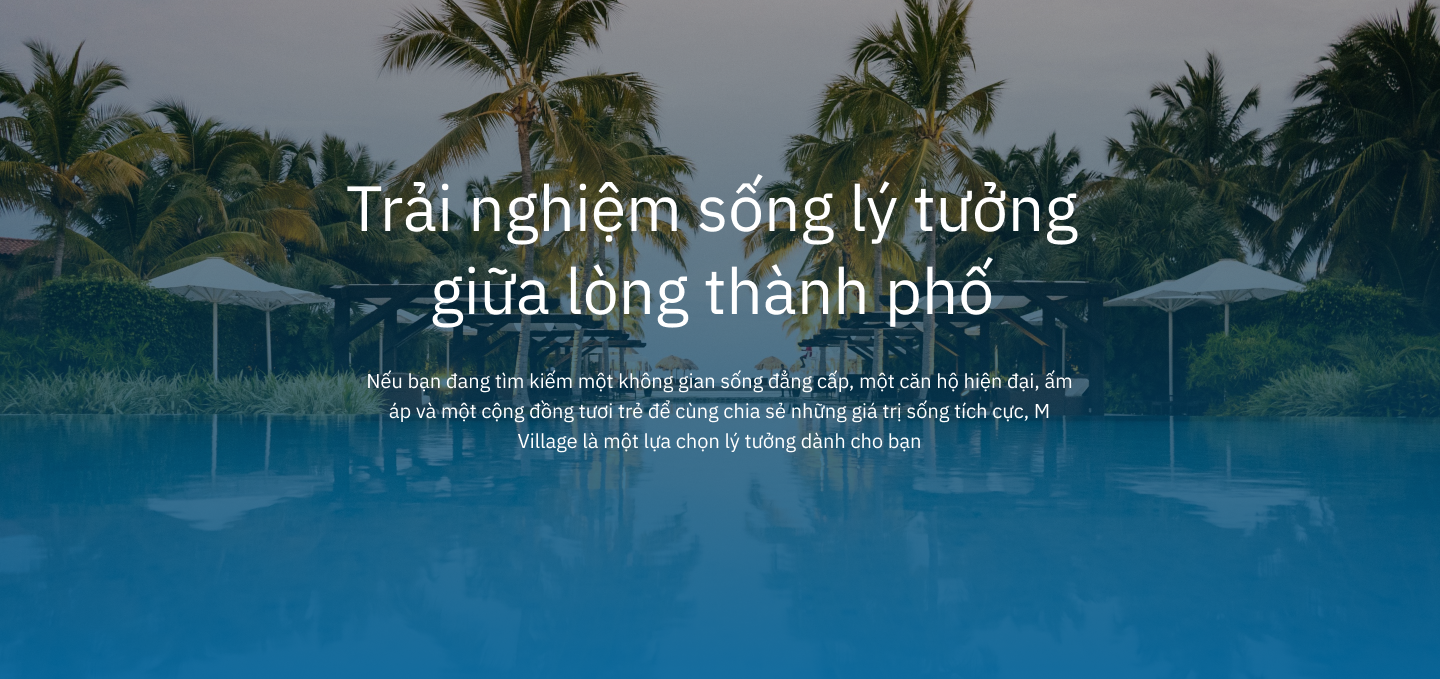 Trải nghiệm sống lý tưởng
giữa lòng thành phố
Nếu bạn đang tìm kiếm một không gian sống đẳng cấp, một căn hộ hiện đại, ấm
áp và một cộng đồng tươi trẻ để cùng chia sẻ những giá trị sống tích cực, M
Village là một lựa chọn lý tưởng dành cho bạn